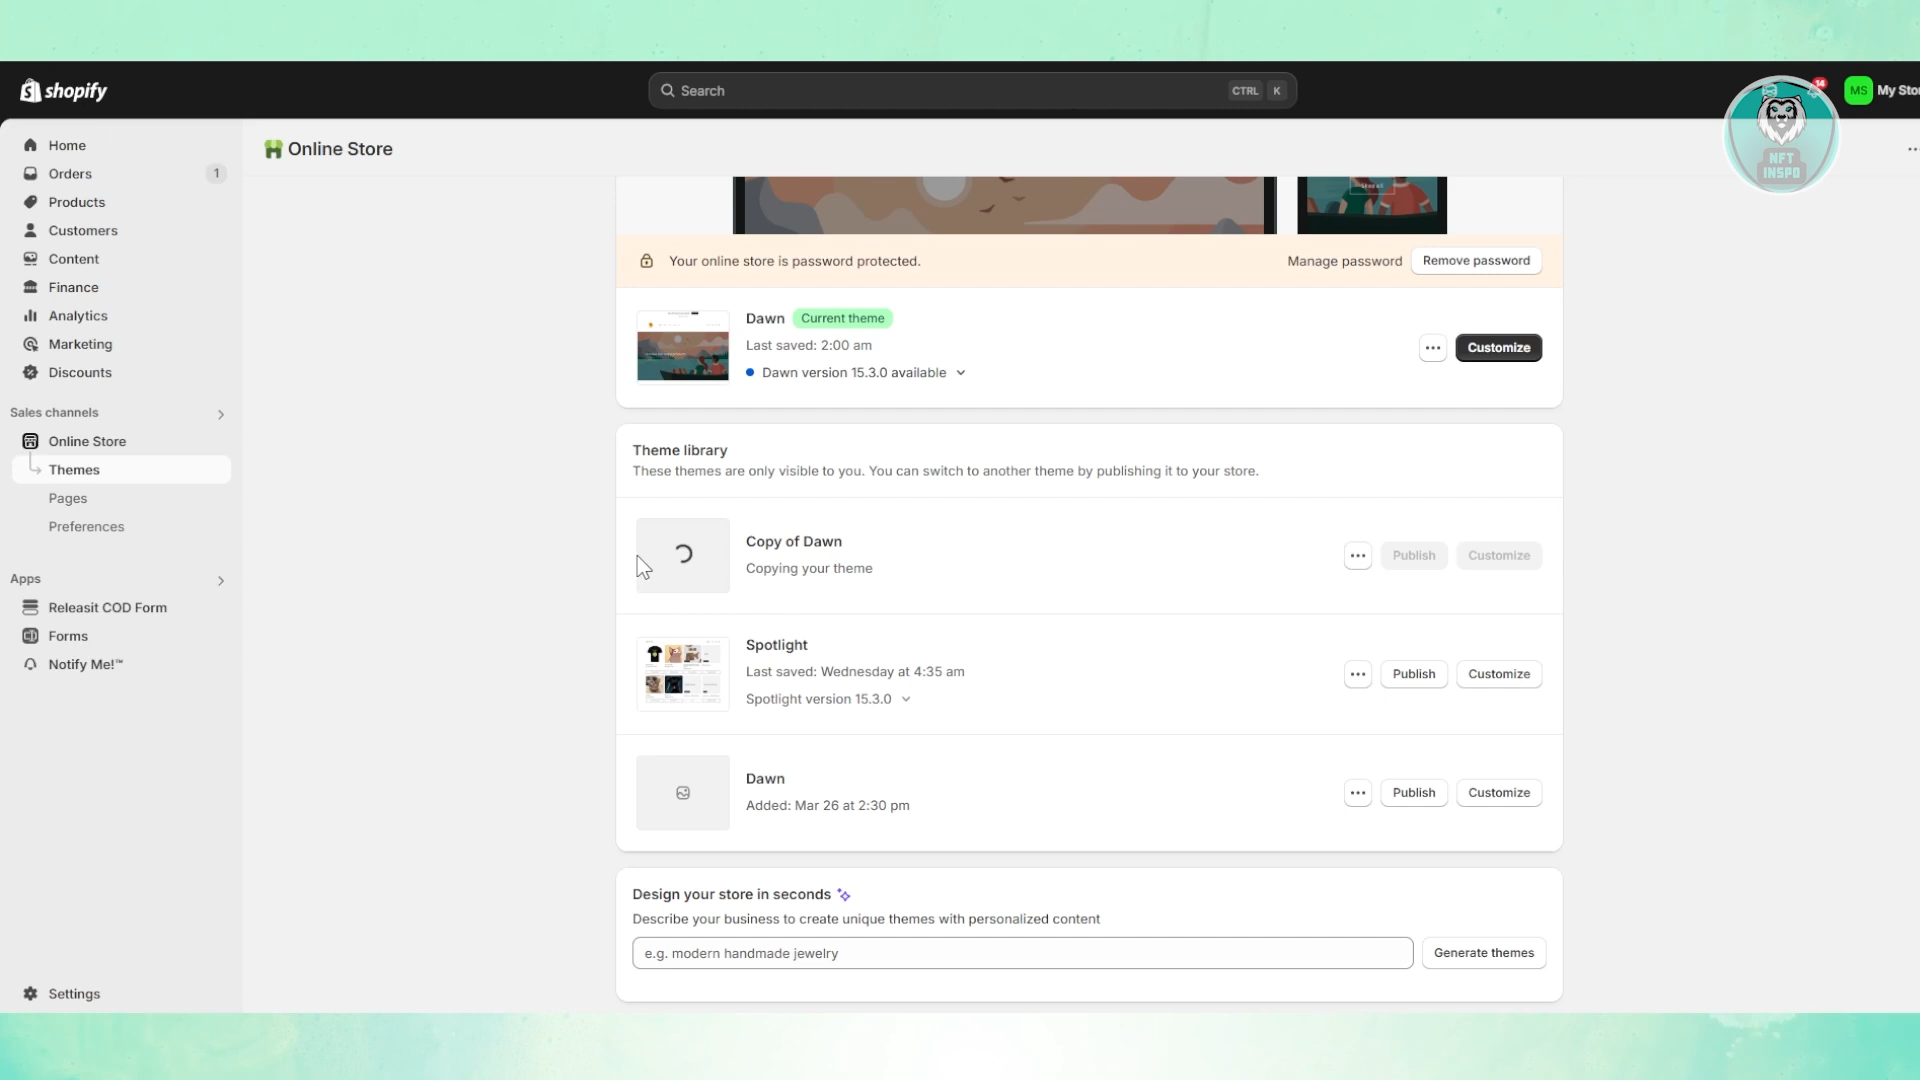 shopify
Search
CTRL K
14
MS
My Sto
NFT
INSPO
Home
Orders
1
Products
Customers
Content
Finance
Analytics
Marketing
Discounts
Sales channels
Online Store
Themes
Pages
Preferences
Apps
Releasit COD Form
Forms
Notify Me!™
Settings
Online Store
Shop all
Your online store is password protected.
Manage password
Remove password
Dawn
Current theme
Last saved: 2:00 am
Dawn version 15.3.0 available
Customize
Theme library
These themes are only visible to you. You can switch to another theme by publishing it to your store.
Copy of Dawn
Copying your theme
Publish
Customize
Spotlight
Last saved: Wednesday at 4:35 am
Spotlight version 15.3.0
Publish
Customize
Dawn
Added: Mar 26 at 2:30 pm
Publish
Customize
Design your store in seconds
Describe your business to create unique themes with personalized content
e.g. modern handmade jewelry
Generate themes